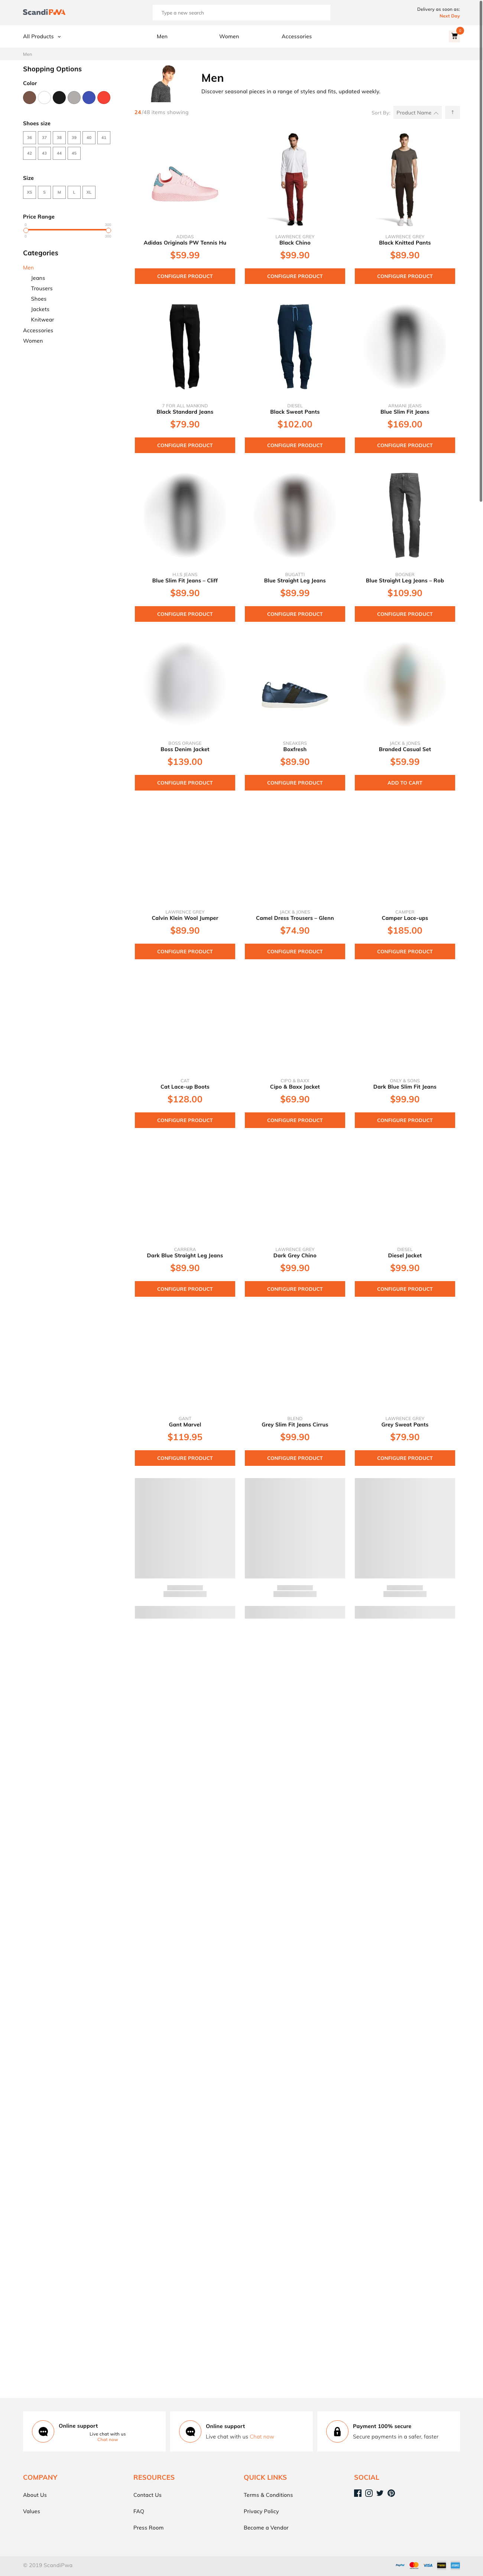 ScandiPWA
Type a new search
Delivery as soon as:
Next Day
All Products
Men
Women
Accessories
Men
Shopping Options
Color
Shoes size
36 37 38 39 40 41
42 43 44 45
Size
XS S M L XL
Price Range
Categories
Men
Jeans
Trousers
Shoes
Jackets
Knitwear
Accessories
Women
Men
Discover seasonal pieces in a range of styles and fits, updated weekly.
24/48 items showing
Sort By: Product Name
ADIDAS
Adidas Originals PW Tennis Hu
$59.99
CONFIGURE PRODUCT
LAWRENCE GREY
Black Chino
$99.90
CONFIGURE PRODUCT
LAWRENCE GREY
Black Knitted Pants
$89.90
CONFIGURE PRODUCT
7 FOR ALL MANKIND
Black Standard Jeans
$79.90
CONFIGURE PRODUCT
DIESEL
Black Sweat Pants
$102.00
CONFIGURE PRODUCT
ARMANI JEANS
Blue Slim Fit Jeans
$169.00
CONFIGURE PRODUCT
H.I.S JEANS
Blue Slim Fit Jeans – Cliff
$89.90
CONFIGURE PRODUCT
BUGATTI
Blue Straight Leg Jeans
$89.99
CONFIGURE PRODUCT
BOGNER
Blue Straight Leg Jeans – Rob
$109.90
CONFIGURE PRODUCT
BOSS ORANGE
Boss Denim Jacket
$139.00
CONFIGURE PRODUCT
SNEAKERS
Boxfresh
$89.90
CONFIGURE PRODUCT
JACK & JONES
Branded Casual Set
$59.99
ADD TO CART
LAWRENCE GREY
Calvin Klein Wool Jumper
$89.90
CONFIGURE PRODUCT
JACK & JONES
Camel Dress Trousers – Glenn
$74.90
CONFIGURE PRODUCT
CAMPER
Camper Lace-ups
$185.00
CONFIGURE PRODUCT
CAT
Cat Lace-up Boots
$128.00
CONFIGURE PRODUCT
CIPO & BAXX
Cipo & Baxx Jacket
$69.90
CONFIGURE PRODUCT
ONLY & SONS
Dark Blue Slim Fit Jeans
$99.90
CONFIGURE PRODUCT
CARRERA
Dark Blue Straight Leg Jeans
$89.90
CONFIGURE PRODUCT
LAWRENCE GREY
Dark Grey Chino
$99.90
CONFIGURE PRODUCT
DIESEL
Diesel Jacket
$99.90
CONFIGURE PRODUCT
GANT
Gant Marvel
$119.95
CONFIGURE PRODUCT
BLEND
Grey Slim Fit Jeans Cirrus
$99.90
CONFIGURE PRODUCT
LAWRENCE GREY
Grey Sweat Pants
$79.90
CONFIGURE PRODUCT
Online support
Live chat with us
Chat now
Online support
Live chat with us Chat now
Payment 100% secure
Secure payments in a safer, faster
COMPANY
About Us
Values
RESOURCES
Contact Us
FAQ
Press Room
QUICK LINKS
Terms & Conditions
Privacy Policy
Become a Vendor
SOCIAL
© 2019 ScandiPwa
PayPal
VISA